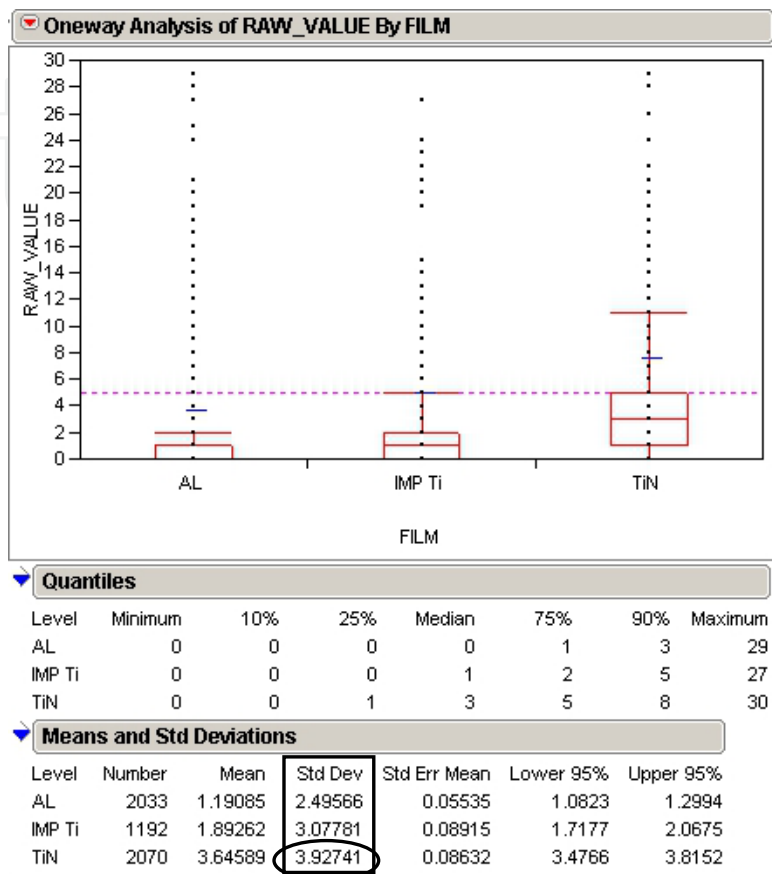 Oneway Analysis of RAW_VALUE By FILM
30
28
26
24
22
20
18
16
14
12
10
8
6
4
2
0
RAW_VALUE
AL IMP Ti TiN
FILM
Quantiles
Level Minimum 10% 25% Median 75% 90% Maximum
AL 0 0 0 0 1 3 29
IMP Ti 0 0 0 1 2 5 27
TiN 0 0 1 3 5 8 30
Means and Std Deviations
Level Number Mean Std Dev Std Err Mean Lower 95% Upper 95%
AL 2033 1.19085 2.49566 0.05535 1.0823 1.2994
IMP Ti 1192 1.89262 3.07781 0.08915 1.7177 2.0675
TiN 2070 3.64589 3.92741 0.08632 3.4766 3.8152